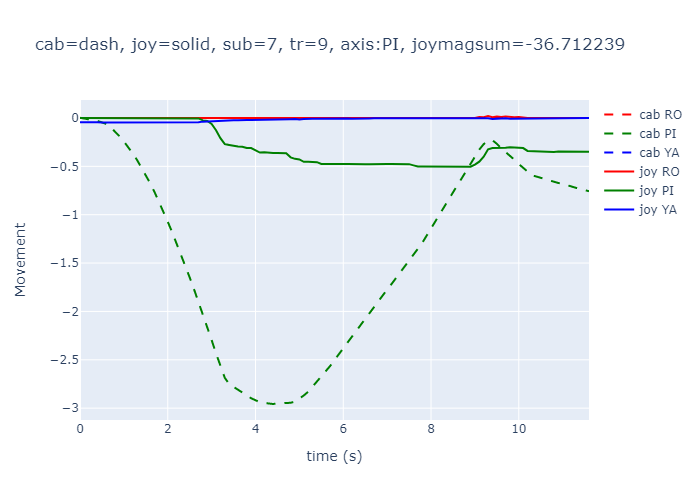 cab=dash, joy=solid, sub=7, tr=9, axis:PI, joymagsum=-36.712239
0
−0.5
−1
−1.5
−2
−2.5
−3
Movement
0 2 4 6 8 10
time (s)
cab RO
cab PI
cab YA
joy RO
joy PI
joy YA